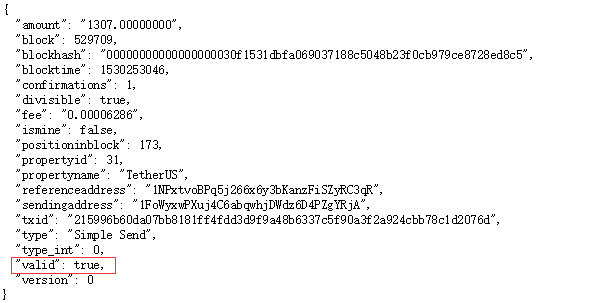 {
"amount": "1307.00000000",
"block": 529709,
"blockhash": "00000000000000000030f1531dbfa069037188c5048b23f0cb979ce8728ed8c5",
"blocktime": 1530253046,
"confirmations": 1,
"divisible": true,
"fee": "0.00006286",
"ismine": false,
"positioninblock": 173,
"propertyid": 31,
"propertyname": "TetherUS",
"referenceaddress": "1NPxtvoBPq5j266x6y3bKanzFiSZyRC3qR",
"sendingaddress": "1FoWyxwPXuj4C6abqwhjDWdz6D4PZgYRjA",
"txid": "215996b60da07bb8181ff4fdd3d9f9a48b6337c5f90a3f2a924cbb78c1d2076d",
"type": "Simple Send",
"type_int": 0,
"valid": true,
"version": 0
}